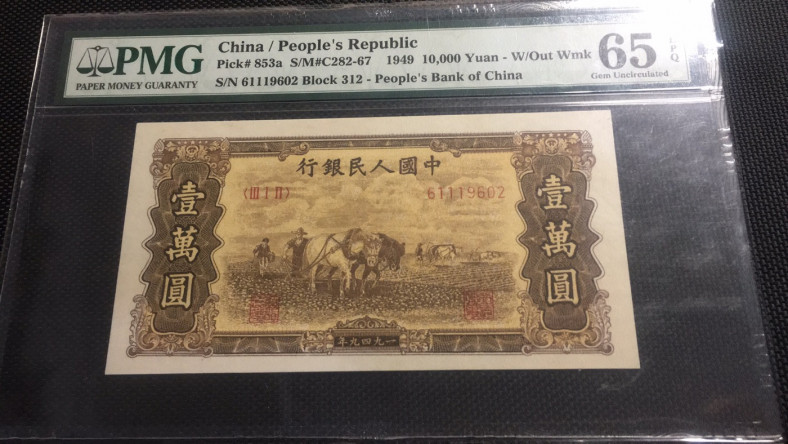 PMG
PAPER MONEY GUARANTY
China / People's Republic
Pick# 853a S/M#C282-67 1949 10,000 Yuan - W/Out Wmk
S/N 61119602 Block 312 - People's Bank of China
65 EPQ
Gem Uncirculated
行銀民人國中
(ⅢⅠⅡ) 61119602
壹萬圓
壹萬圓
年九四九一